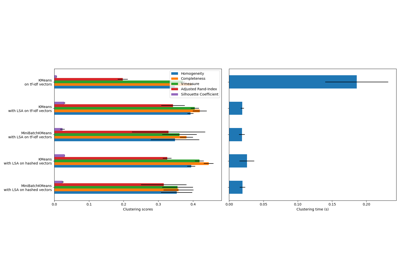 Homogeneity
Completeness
V-measure
Adjusted Rand-Index
Silhouette Coefficient
KMeans
on tf-idf vectors
KMeans
with LSA on tf-idf vectors
MiniBatchKMeans
with LSA on tf-idf vectors
KMeans
with LSA on hashed vectors
MiniBatchKMeans
with LSA on hashed vectors
0.0 0.1 0.2 0.3 0.4
Clustering scores
0.00 0.05 0.10 0.15 0.20
Clustering time (s)